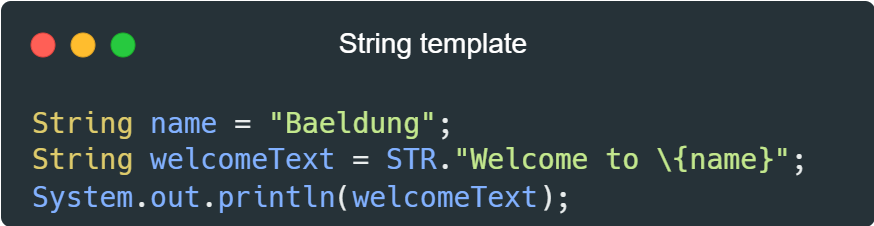 String template
String name = "Baeldung";
String welcomeText = STR."Welcome to \{name}";
System.out.println(welcomeText);